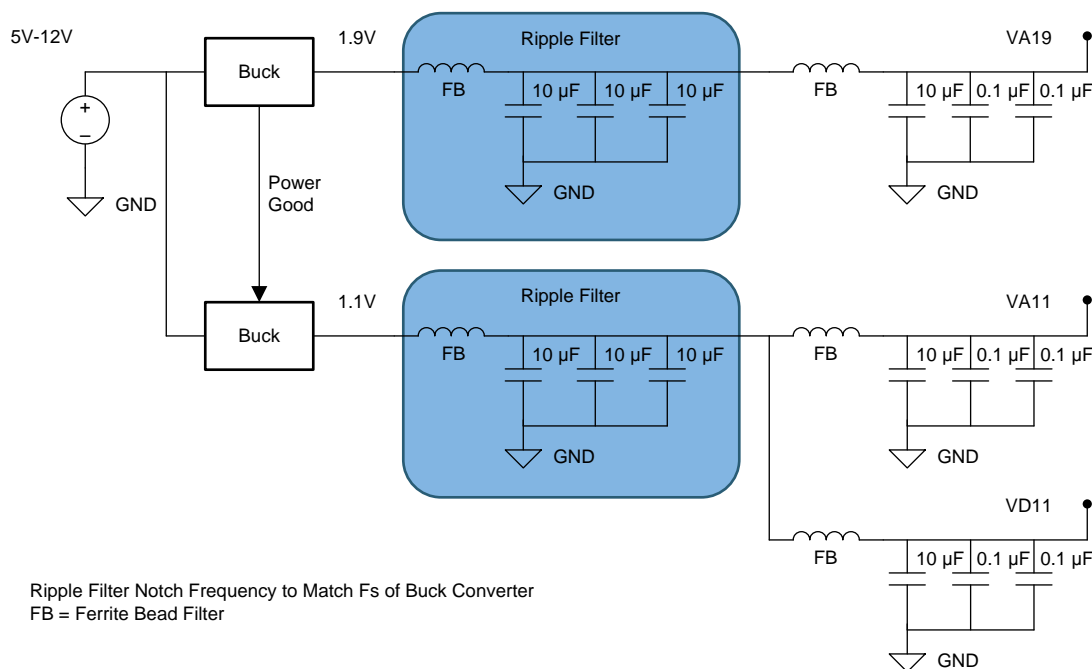 5V-12V
1.9V
Ripple Filter
VA19
Buck
FB
10 µF
10 µF
10 µF
FB
10 µF
0.1 µF
0.1 µF
+
–
GND
Power
Good
GND
GND
1.1V
Ripple Filter
VA11
Buck
FB
10 µF
10 µF
10 µF
FB
10 µF
0.1 µF
0.1 µF
GND
GND
VD11
FB
10 µF
0.1 µF
0.1 µF
Ripple Filter Notch Frequency to Match Fs of Buck Converter
FB = Ferrite Bead Filter
GND